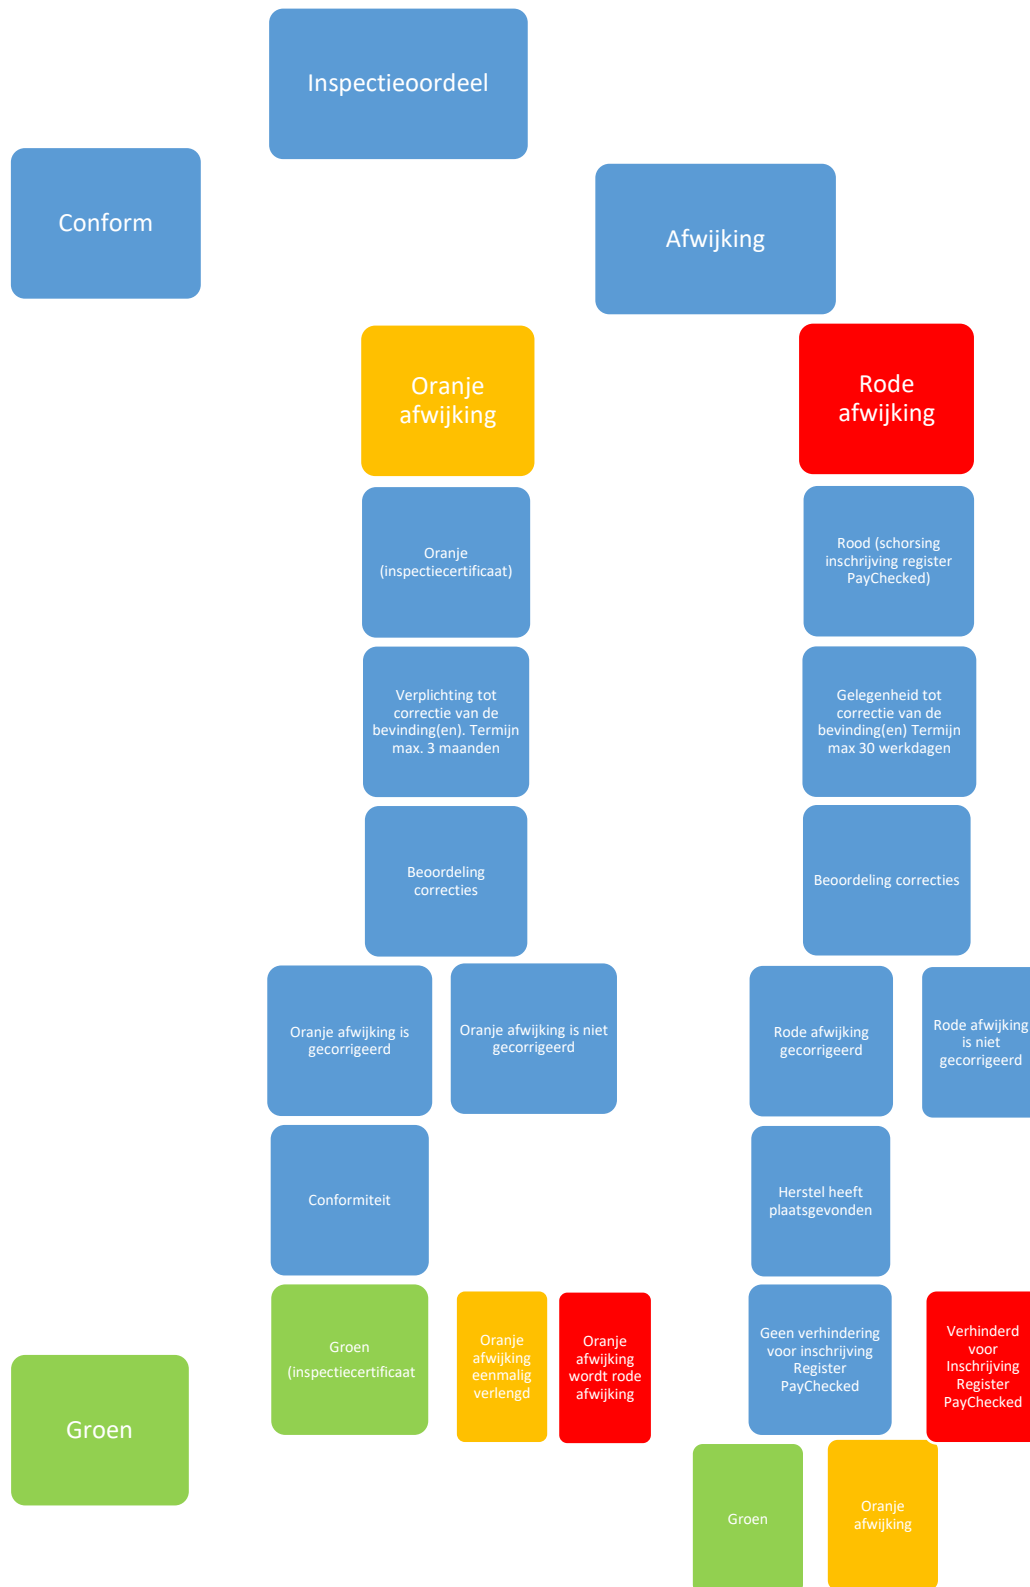 Inspectieoordeel
Conform
Afwijking
Oranje
afwijking
Rode
afwijking
Oranje
(inspectiecertificaat)
Rood (schorsing
inschrijving register
PayChecked)
Verplichting tot
correctie van de
bevinding(en). Termijn
max. 3 maanden
Gelegenheid tot
correctie van de
bevinding(en) Termijn
max 30 werkdagen
Beoordeling
correcties
Beoordeling correcties
Oranje afwijking is
gecorrigeerd
Oranje afwijking is niet
gecorrigeerd
Rode afwijking
gecorrigeerd
Rode afwijking
is niet
gecorrigeerd
Conformiteit
Herstel heeft
plaatsgevonden
Groen
(inspectiecertificaat
Oranje
afwijking
eenmalig
verlengd
Oranje
afwijking
wordt rode
afwijking
Geen verhindering
voor inschrijving
Register
PayChecked
Verhinderd
voor
Inschrijving
Register
PayChecked
Groen
Groen
Oranje
afwijking